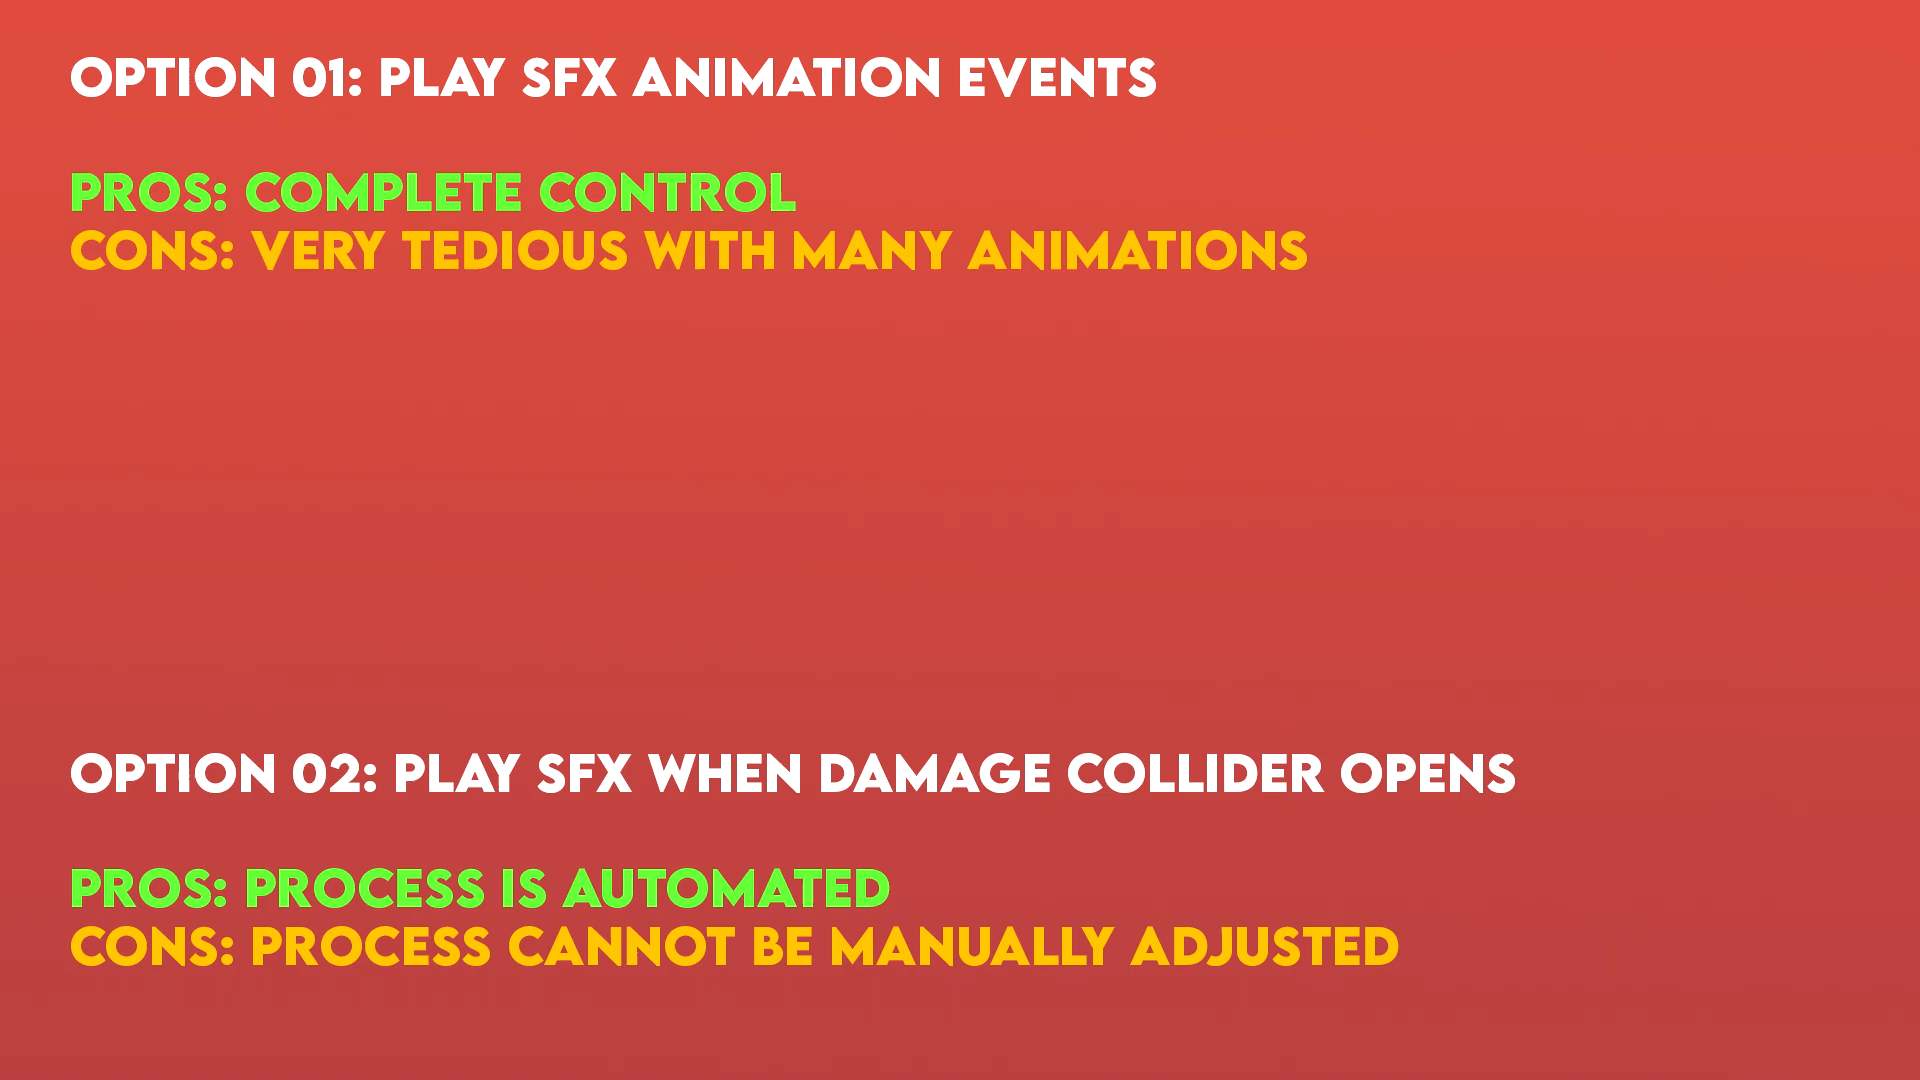 OPTION 01: PLAY SFX ANIMATION EVENTS
PROS: COMPLETE CONTROL
CONS: VERY TEDIOUS WITH MANY ANIMATIONS
OPTION 02: PLAY SFX WHEN DAMAGE COLLIDER OPENS
PROS: PROCESS IS AUTOMATED
CONS: PROCESS CANNOT BE MANUALLY ADJUSTED